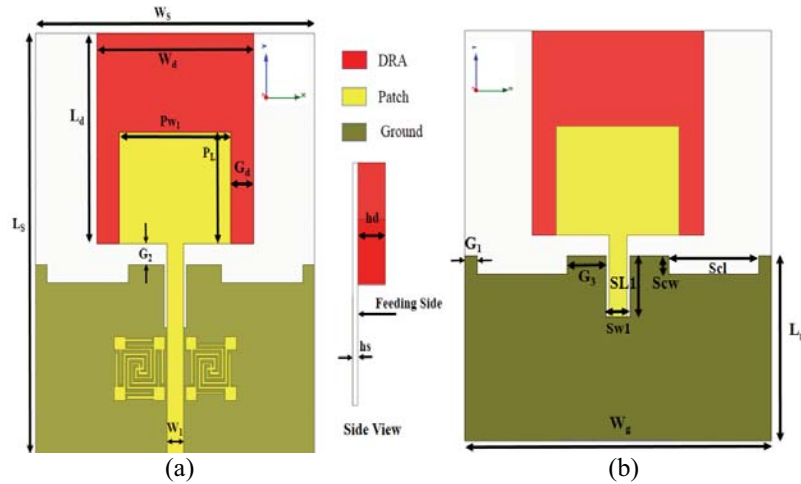 W_S
W_d
L_d
Pw_1
P_L
G_d
G_2
L_S
W_1
(a)
DRA
Patch
Ground
hd
Feeding Side
hs
Side View
G_1
G_3
SL1
Scw
Scl
Sw1
W_g
(b)